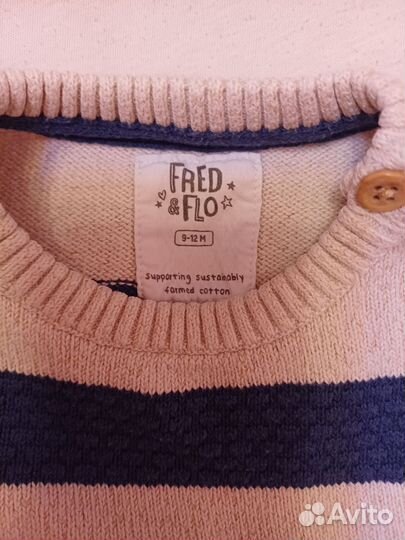 FRED
& FLO
9-12 M
supporting sustainably
farmed cotton
Avito